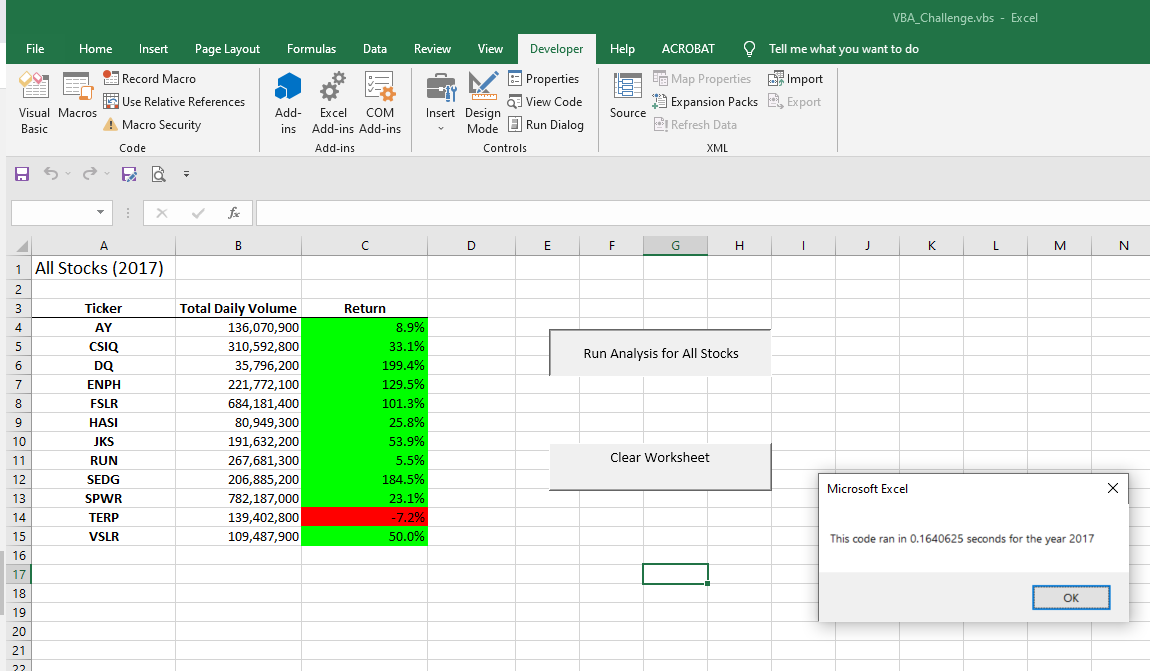 VBA_Challenge.vbs - Excel
File Home Insert Page Layout Formulas Data Review View Developer Help ACROBAT Tell me what you want to do
Visual Basic
Macros
Record Macro
Use Relative References
Macro Security
Code
Add-ins
Excel Add-ins
COM Add-ins
Add-ins
Insert
Design Mode
Properties
View Code
Run Dialog
Controls
Source
Map Properties
Expansion Packs
Refresh Data
Import
Export
XML
fx
A B C D E F G H I J K L M N
1 All Stocks (2017)
2
3 Ticker Total Daily Volume Return
4 AY 136,070,900 8.9%
5 CSIQ 310,592,800 33.1%
6 DQ 35,796,200 199.4%
7 ENPH 221,772,100 129.5%
8 FSLR 684,181,400 101.3%
9 HASI 80,949,300 25.8%
10 JKS 191,632,200 53.9%
11 RUN 267,681,300 5.5%
12 SEDG 206,885,200 184.5%
13 SPWR 782,187,000 23.1%
14 TERP 139,402,800 -7.2%
15 VSLR 109,487,900 50.0%
16
17
18
19
20
21
22
Run Analysis for All Stocks
Clear Worksheet
Microsoft Excel
This code ran in 0.1640625 seconds for the year 2017
OK